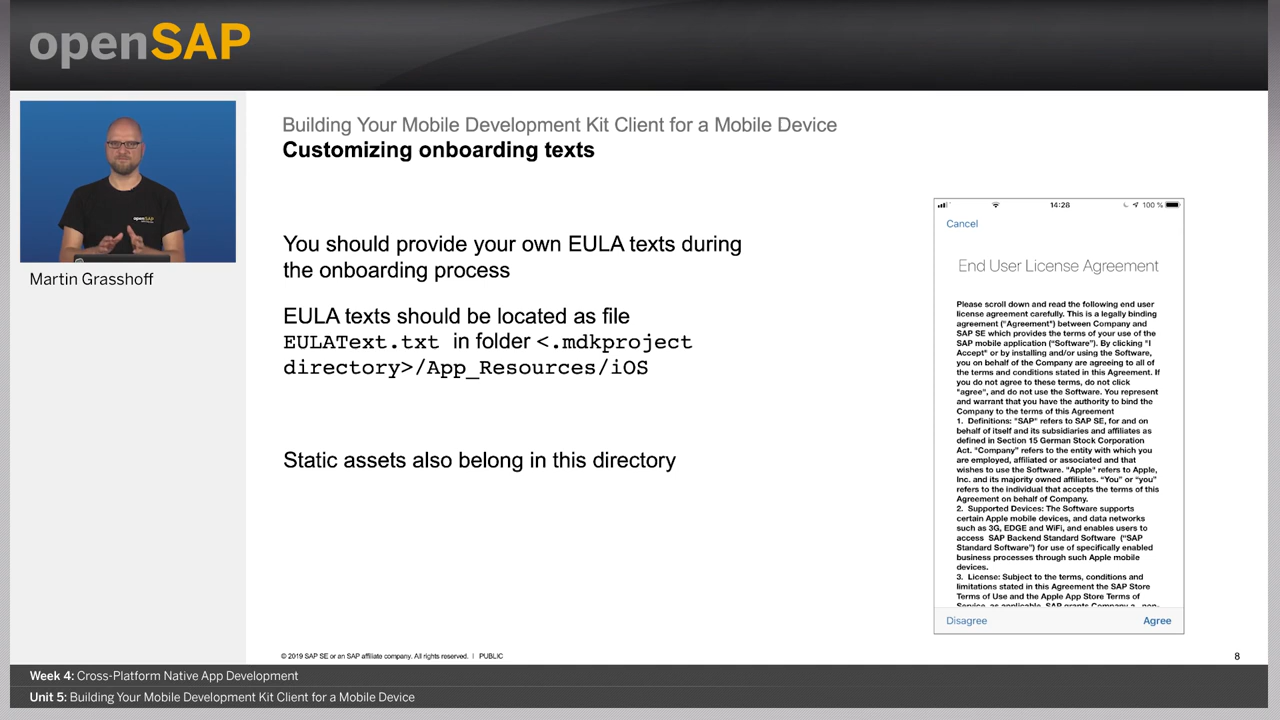 openSAP
Building Your Mobile Development Kit Client for a Mobile Device
Customizing onboarding texts
openSAP
Martin Grasshoff
You should provide your own EULA texts during
the onboarding process
EULA texts should be located as file
EULAText.txt in folder <.mdkproject
directory>/App_Resources/iOS
Static assets also belong in this directory
14:28
100 %
Cancel
End User License Agreement
Please scroll down and read the following end user
license agreement carefully. This is a legally binding
agreement ("Agreement") between Company and
SAP SE which provides the terms of your use of the
SAP mobile application ("Software"). By clicking "I
Accept" or by installing and/or using the Software,
you on behalf of the Company are agreeing to all of
the terms and conditions stated in this Agreement. If
you do not agree to these terms, do not click
"agree", and do not use the Software. You represent
and warrant that you have the authority to bind the
Company to the terms of this Agreement
1. Definitions: "SAP" refers to SAP SE, for and on
behalf of itself and its subsidiaries and affiliates as
defined in Section 15 German Stock Corporation
Act. "Company" refers to the entity with which you
are employed, affiliated or associated and that
wishes to use the Software. "Apple" refers to Apple,
Inc. and its majority owned affiliates. "You" or "you"
refers to the individual that accepts the terms of this
Agreement on behalf of Company.
2. Supported Devices: The Software supports
certain Apple mobile devices, and data networks
such as 3G, EDGE and WiFi, and enables users to
access SAP Backend Standard Software ("SAP
Standard Software") for use of specifically enabled
business processes through such Apple mobile
devices.
3. License: Subject to the terms, conditions and
limitations stated in this Agreement the SAP Store
Terms of Use and the Apple App Store Terms of
Service, as applicable, SAP grants Company a non-
Disagree
Agree
© 2019 SAP SE or an SAP affiliate company. All rights reserved. | PUBLIC
8
Week 4: Cross-Platform Native App Development
Unit 5: Building Your Mobile Development Kit Client for a Mobile Device